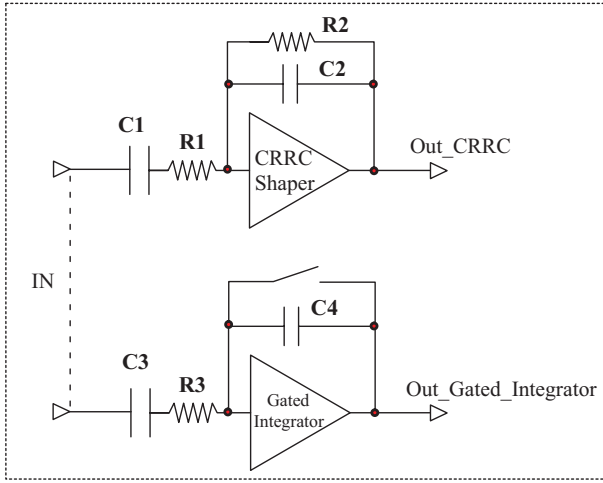 R2
C2
C1
R1
CRRC
Shaper
Out_CRRC
IN
C4
C3
R3
Gated
Integrator
Out_Gated_Integrator